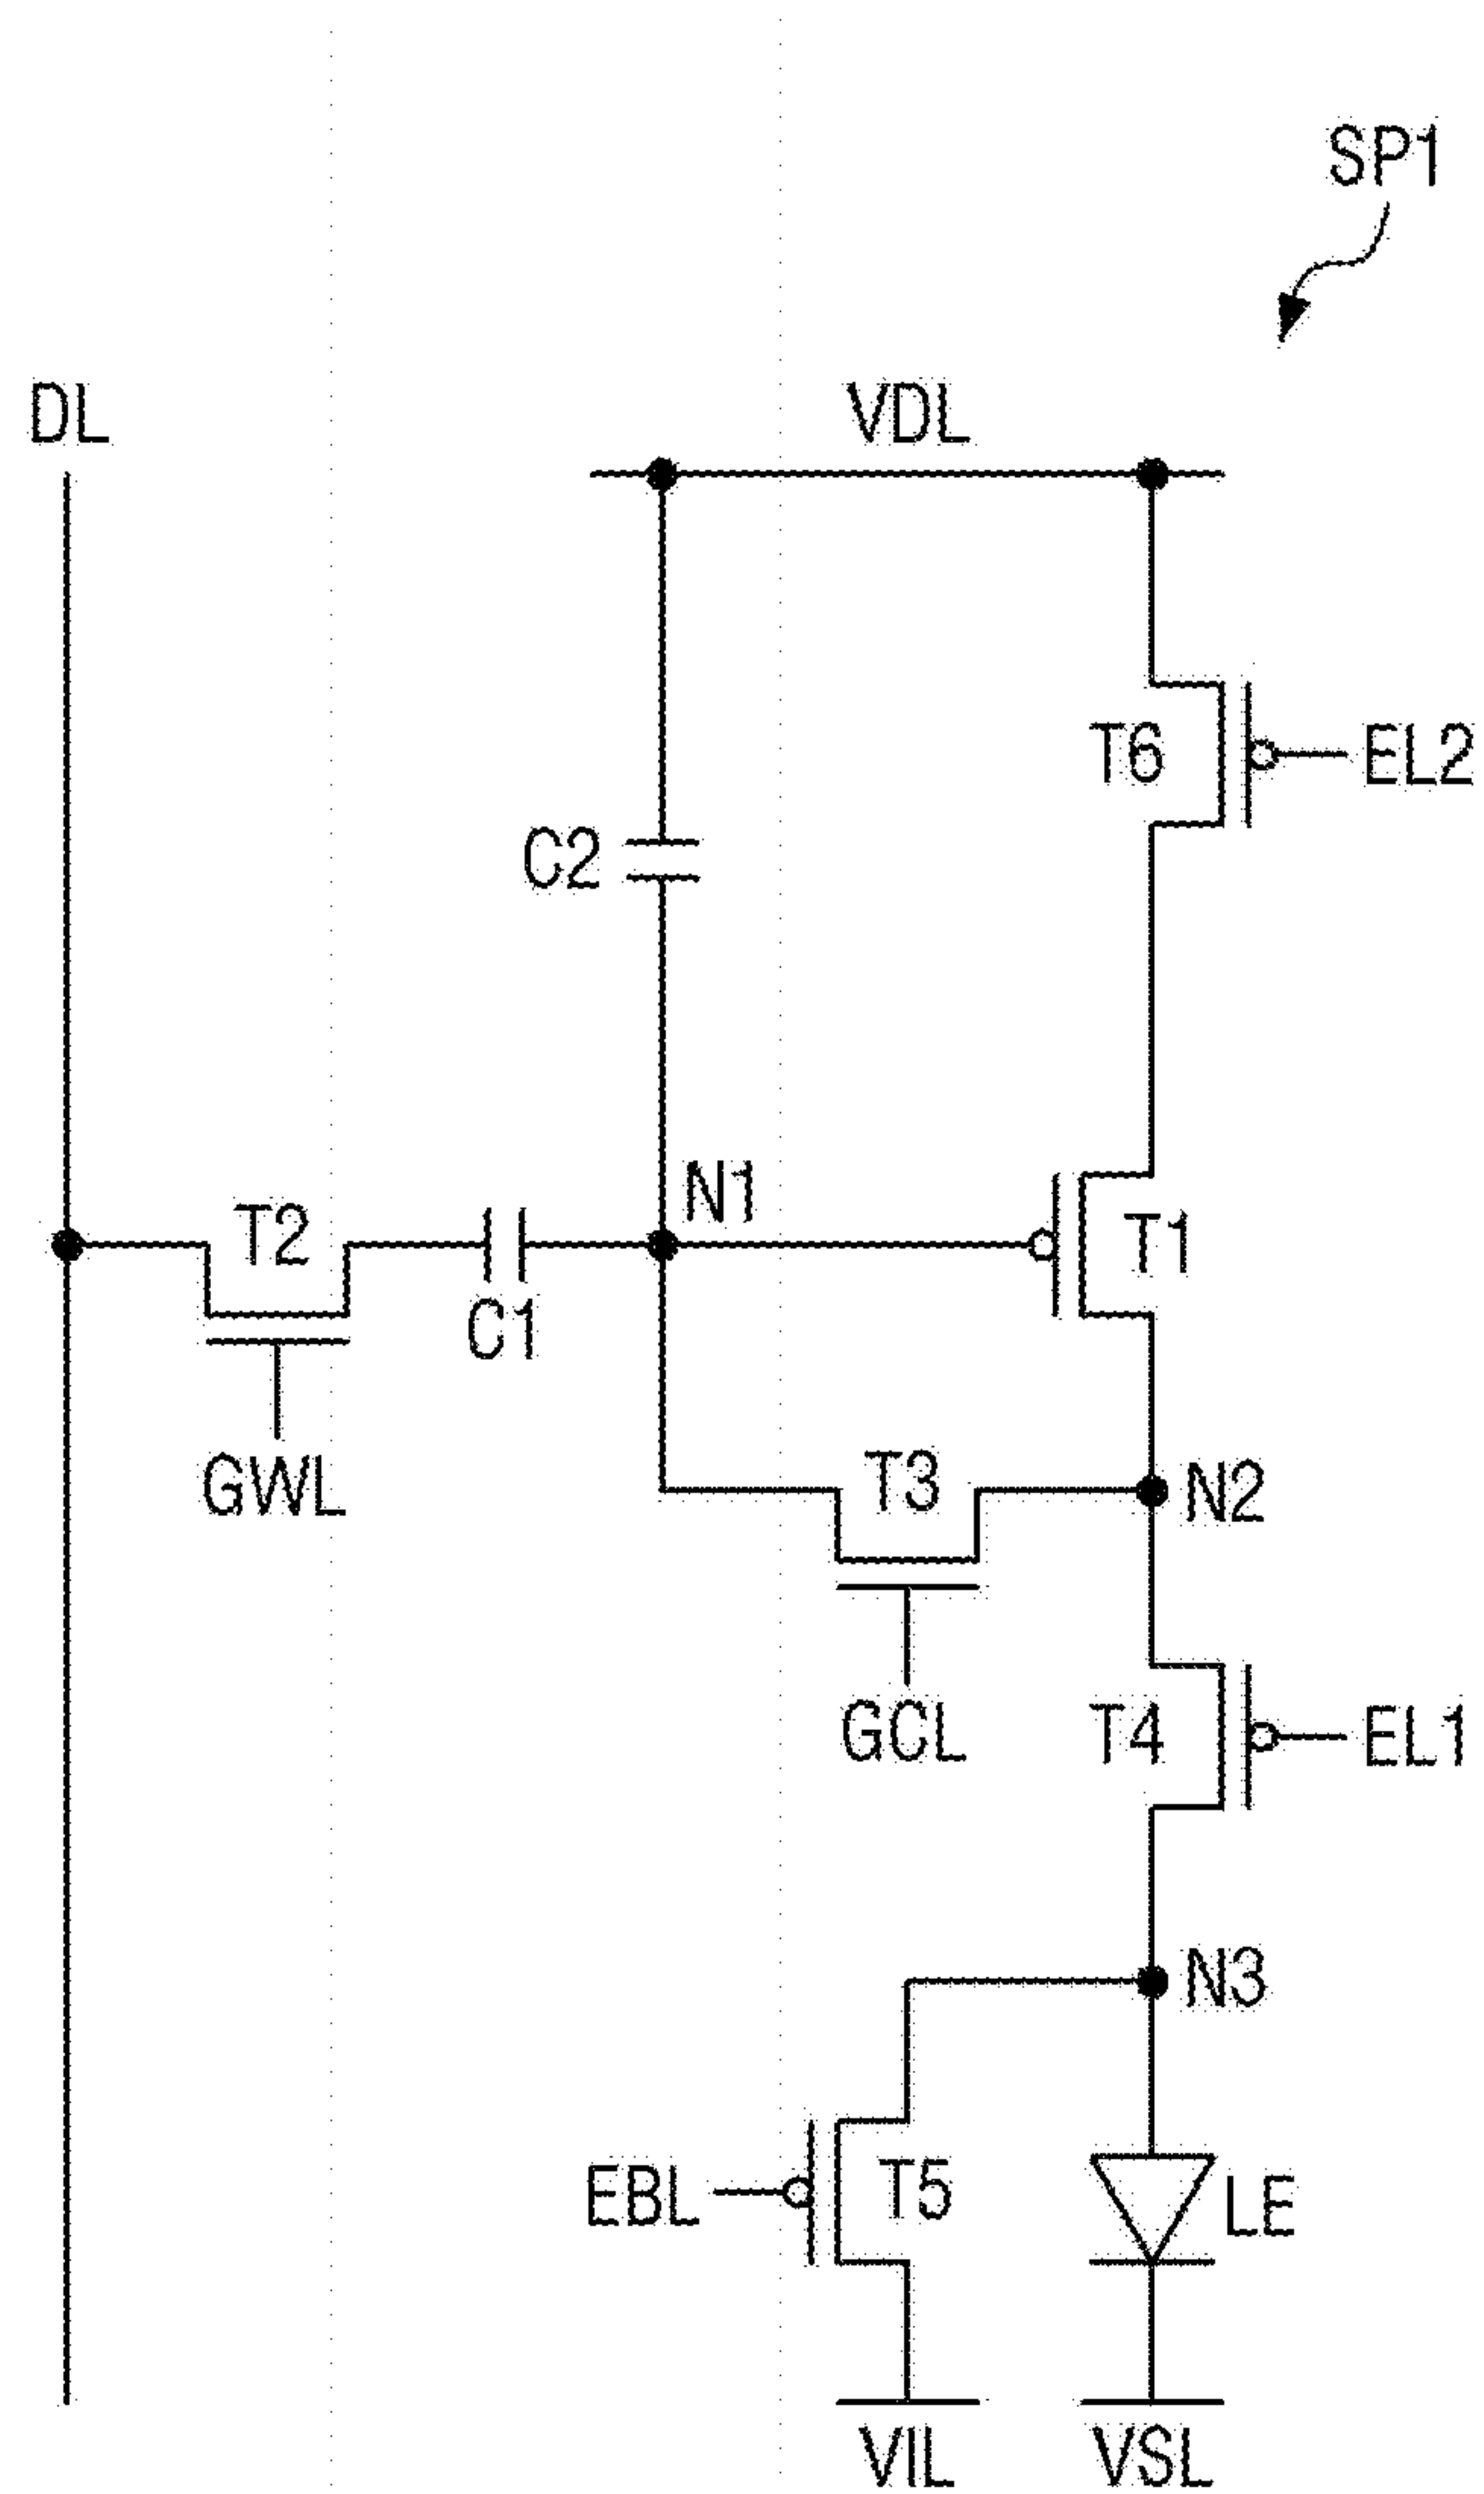 SP1
DL
VDL
T6
EL2
C2
N1
T2
T1
C1
GWL
T3
N2
GCL
T4
EL1
N3
EBL
T5
LE
VIL
VSL